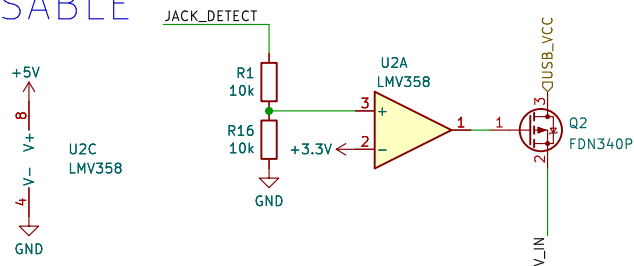 SABLE
JACK_DETECT
+5V
8
V+
V-
4
GND
U2C
LMV358
R1
10k
R16
10k
GND
+3.3V
U2A
LMV358
3
+
2
-
1
1
USB_VCC
3
Q2
FDN340P
2
V_IN